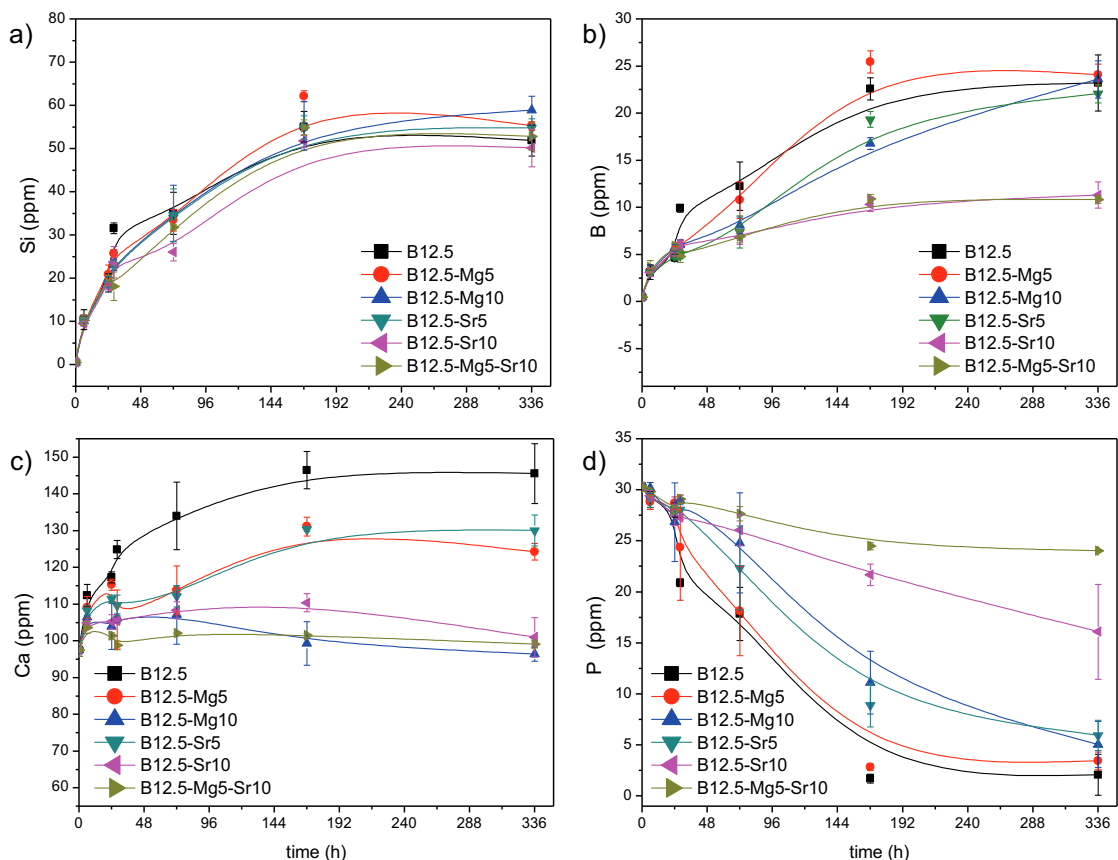 a)
Si (ppm)
80
70
60
50
40
30
20
10
0
0 48 96 144 192 240 288 336
B12.5
B12.5-Mg5
B12.5-Mg10
B12.5-Sr5
B12.5-Sr10
B12.5-Mg5-Sr10
b)
B (ppm)
30
25
20
15
10
5
0
5
0 48 96 144 192 240 288 336
B12.5
B12.5-Mg5
B12.5-Mg10
B12.5-Sr5
B12.5-Sr10
B12.5-Mg5-Sr10
c)
Ca (ppm)
150
145
140
130
120
110
100
95
90
80
70
60
0 48 96 144 192 240 288 336
time (h)
B12.5
B12.5-Mg5
B12.5-Mg10
B12.5-Sr5
B12.5-Sr10
B12.5-Mg5-Sr10
d)
P (ppm)
35
30
25
20
15
10
5
0
0 48 96 144 192 240 288 336
time (h)
B12.5
B12.5-Mg5
B12.5-Mg10
B12.5-Sr5
B12.5-Sr10
B12.5-Mg5-Sr10